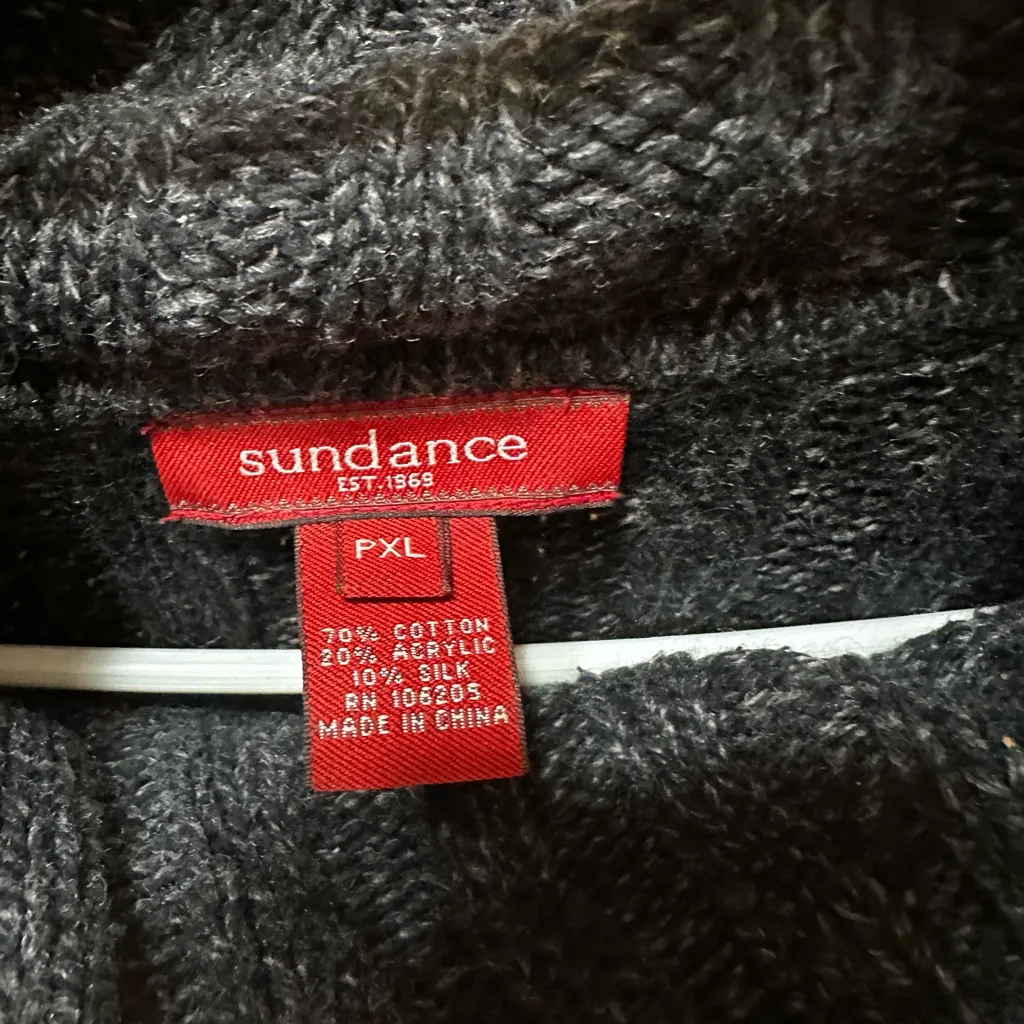 sundance
EST. 1969
PXL
70% COTTON
20% ACRYLIC
10% SILK
RN 106205
MADE IN CHINA